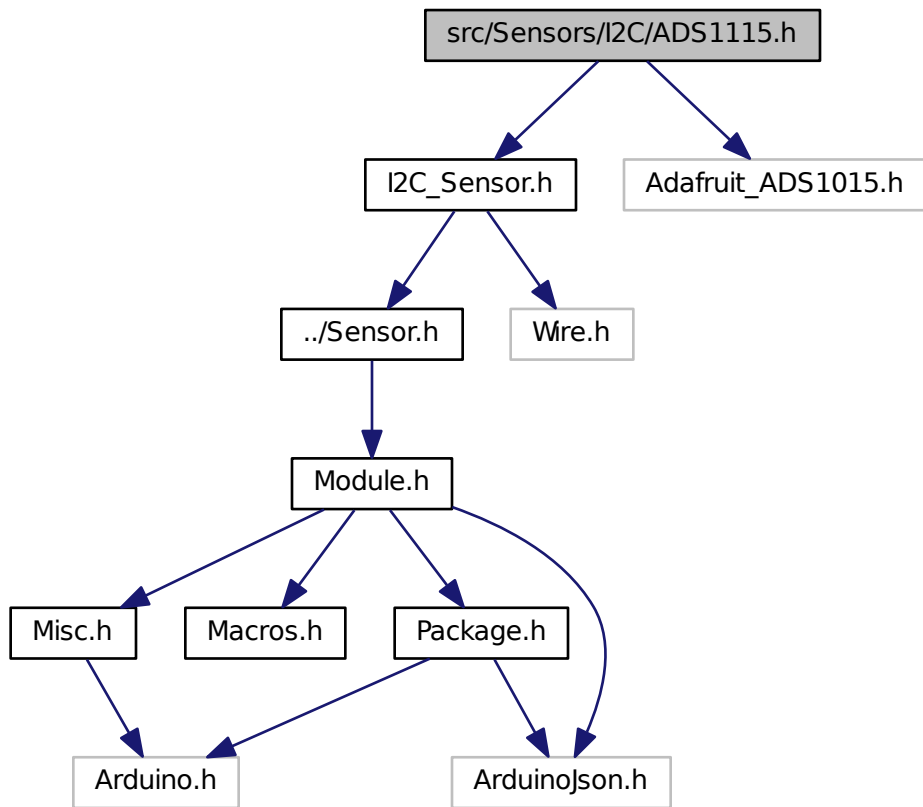 src/Sensors/I2C/ADS1115.h
I2C_Sensor.h
Adafruit_ADS1015.h
../Sensor.h
Wire.h
Module.h
Misc.h
Macros.h
Package.h
Arduino.h
ArduinoJson.h